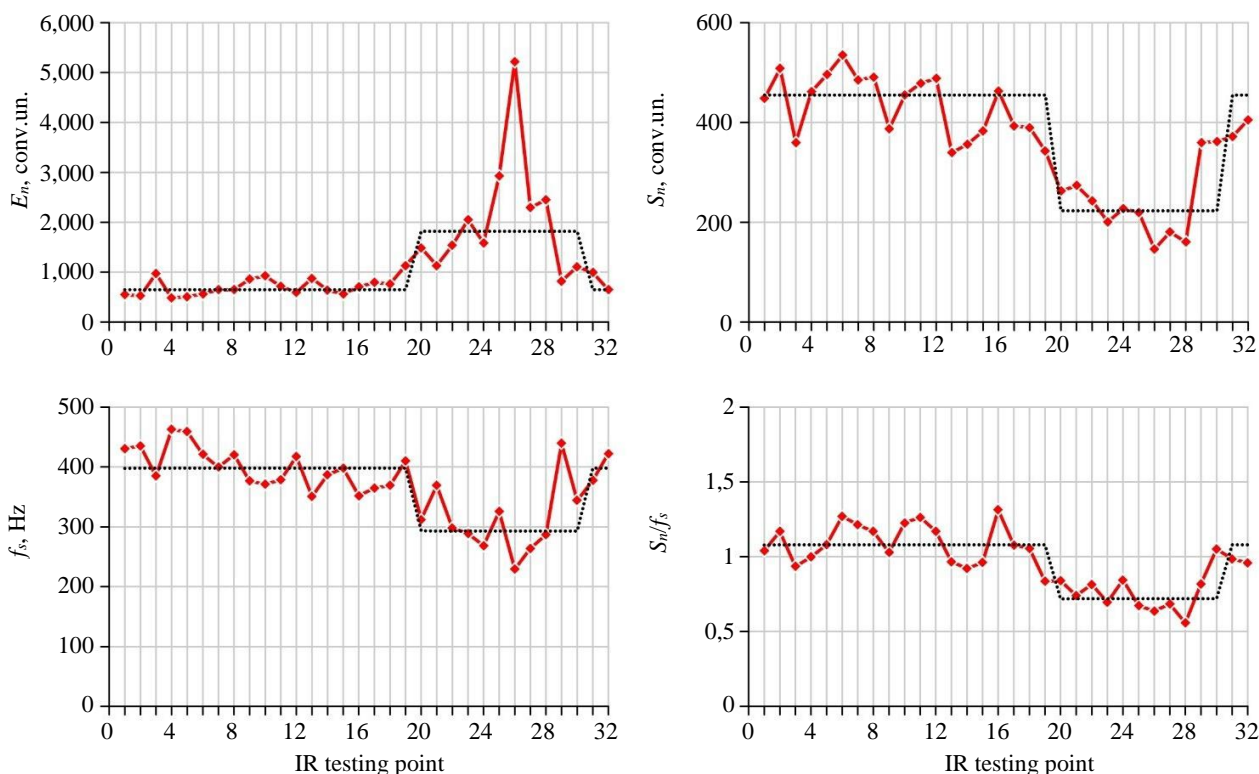 6,000
5,000
4,000
3,000
2,000
1,000
0
Eₙ, conv.un.
0 4 8 12 16 20 24 28 32
600
400
200
0
Sₙ, conv.un.
0 4 8 12 16 20 24 28 32
500
400
300
200
100
0
fₛ, Hz
0 4 8 12 16 20 24 28 32
IR testing point
2
1,5
1
0,5
0
Sₙ/fₛ
0 4 8 12 16 20 24 28 32
IR testing point